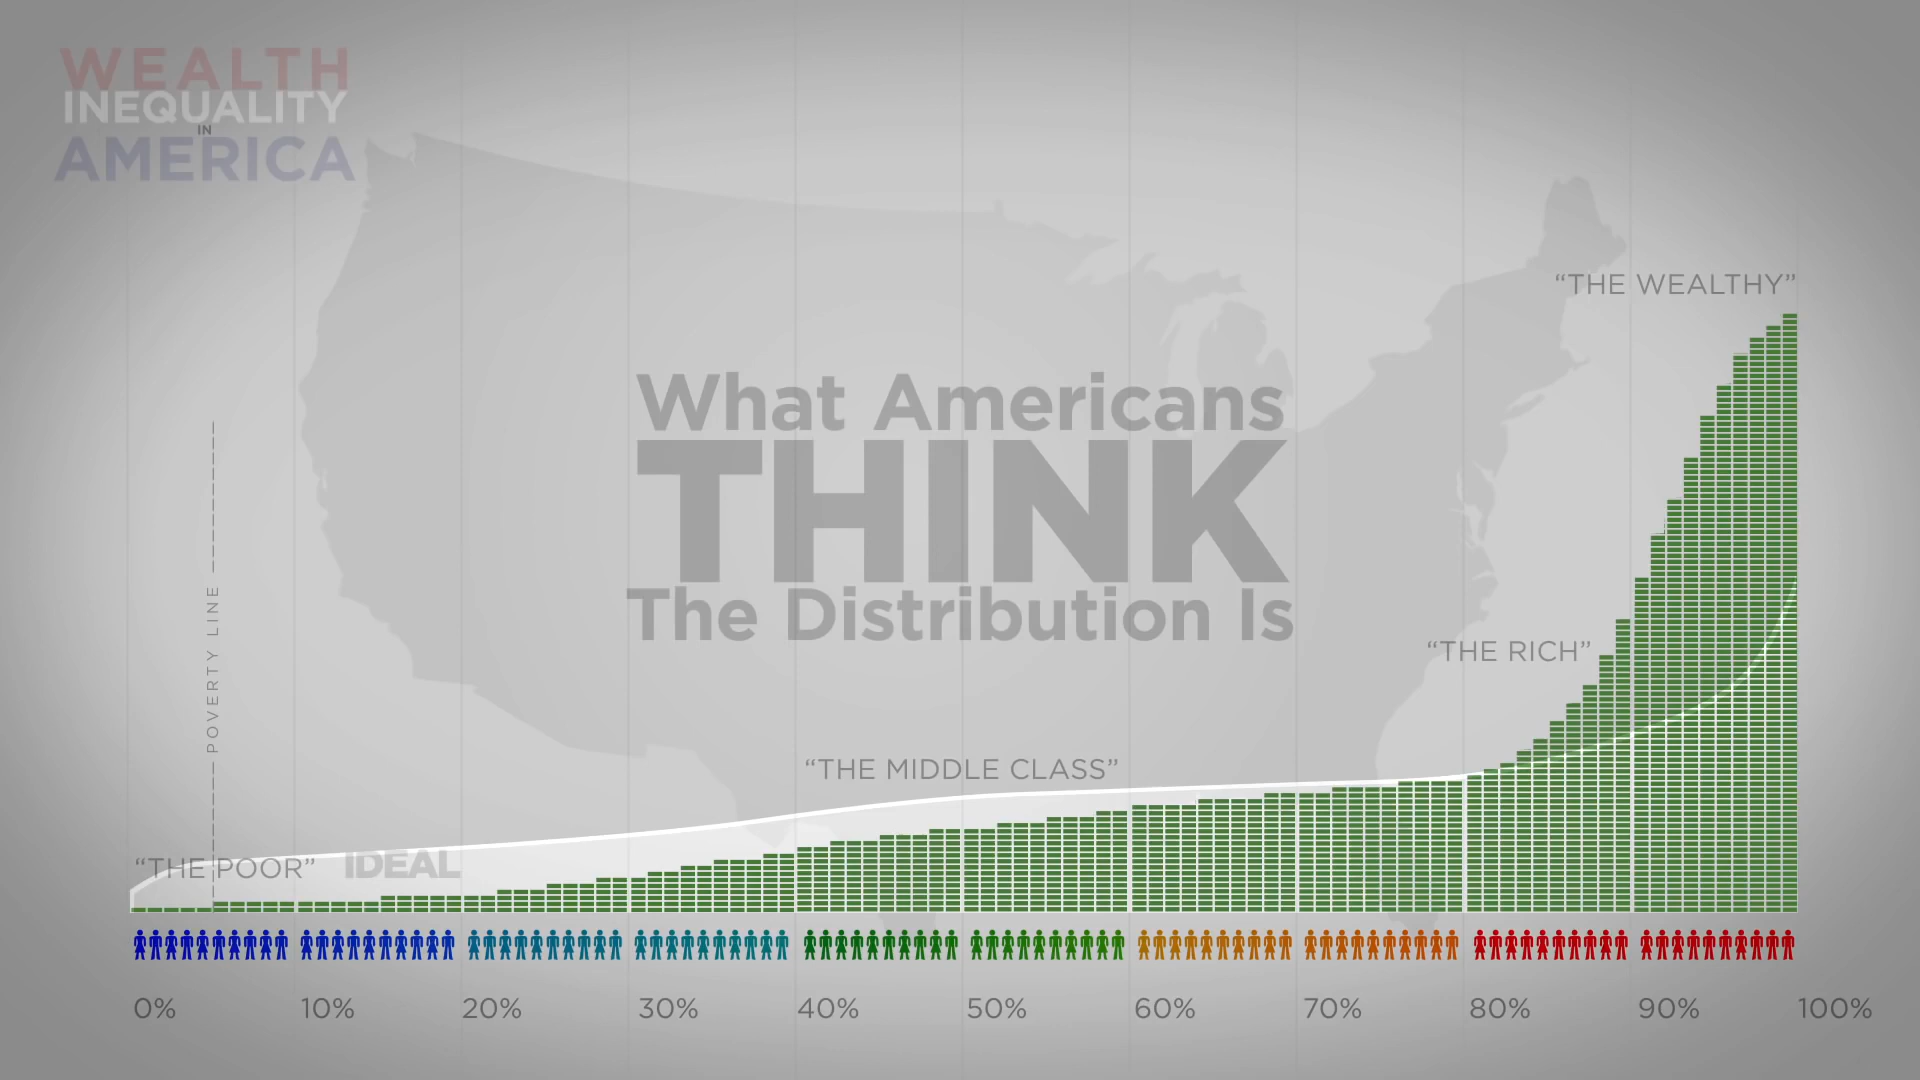 WEALTH
INEQUALITY
IN
AMERICA
“THE WEALTHY”
What Americans
THINK
The Distribution Is
POVERTY LINE
“THE RICH”
“THE MIDDLE CLASS”
“THE POOR” IDEAL
0% 10% 20% 30% 40% 50% 60% 70% 80% 90% 100%